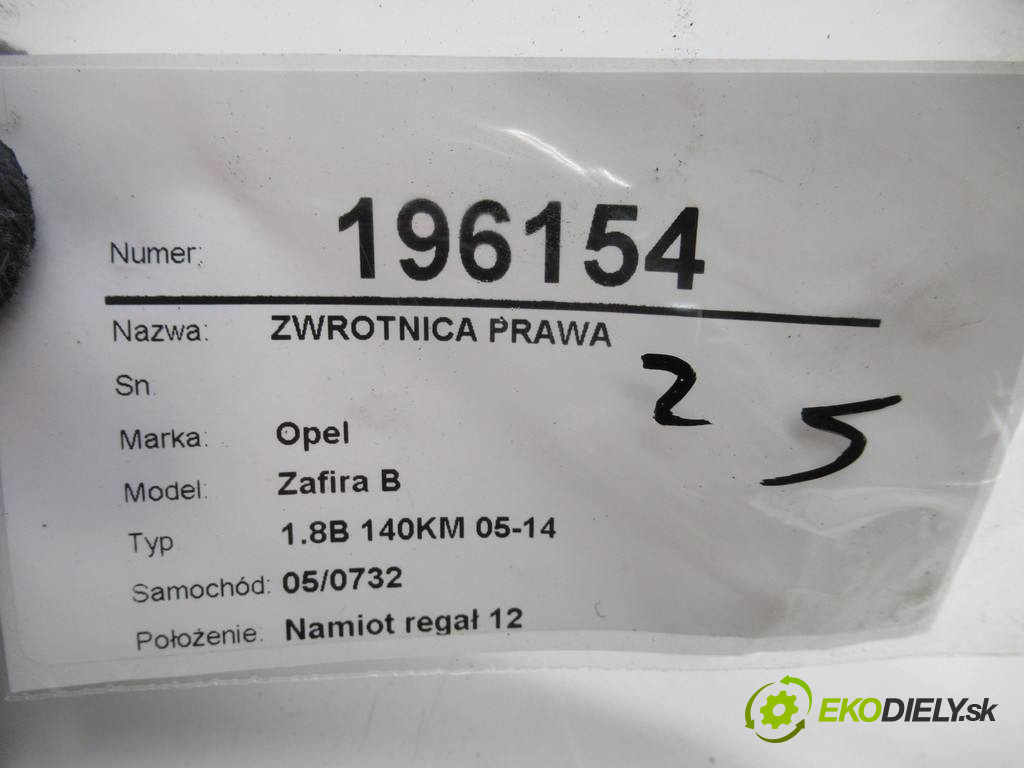 Numer: 196154
Nazwa: ZWROTNICA PRAWA
Sn.
2 5
Marka: Opel
Model: Zafira B
Typ 1.8B 140KM 05-14
Samochód: 05/0732
Położenie: Namiot regał 12
EKODIELY.sk